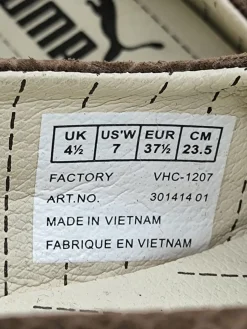 PUMA
UK US'W EUR CM
4½ 7 37½ 23.5
FACTORY VHC-1207
ART.NO. 301414 01
MADE IN VIETNAM
FABRIQUE EN VIETNAM